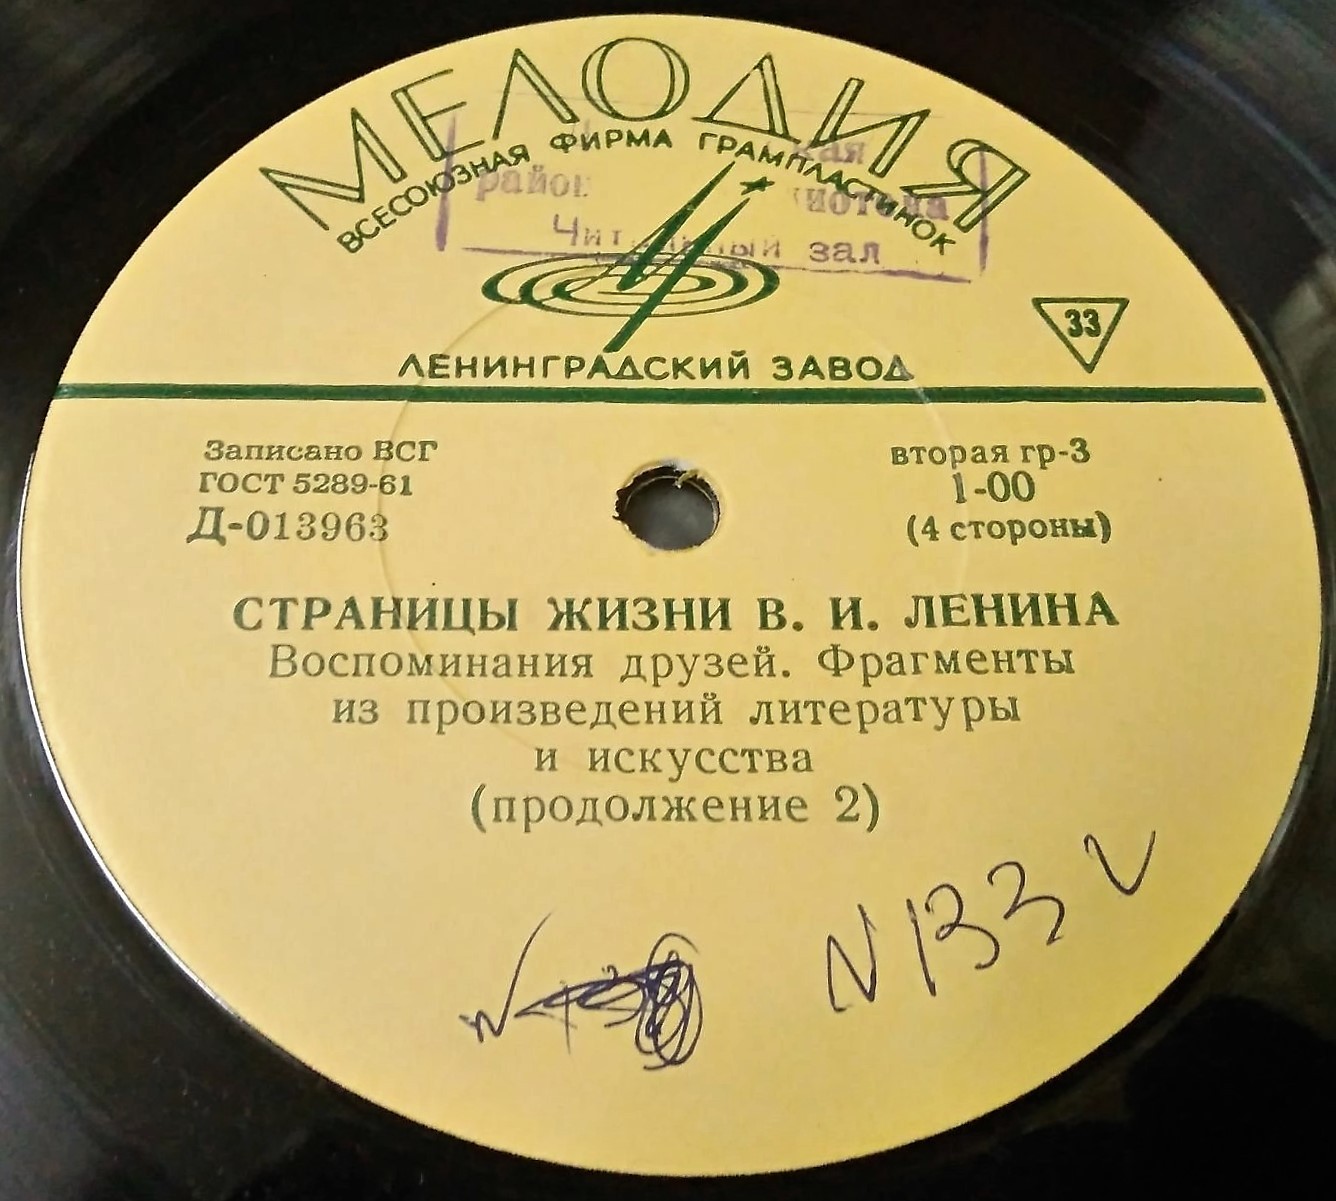 МЕЛОДИЯ
ВСЕСОЮЗНАЯ ФИРМА ГРАМПЛАСТИНОК
зал
ЛЕНИНГРАДСКИЙ ЗАВОД
33
Записано ВСГ
ГОСТ 5289-61
Д-013963
вторая гр-3
1-00
(4 стороны)
СТРАНИЦЫ ЖИЗНИ В. И. ЛЕНИНА
Воспоминания друзей. Фрагменты
из произведений литературы
и искусства
(продолжение 2)
N 133